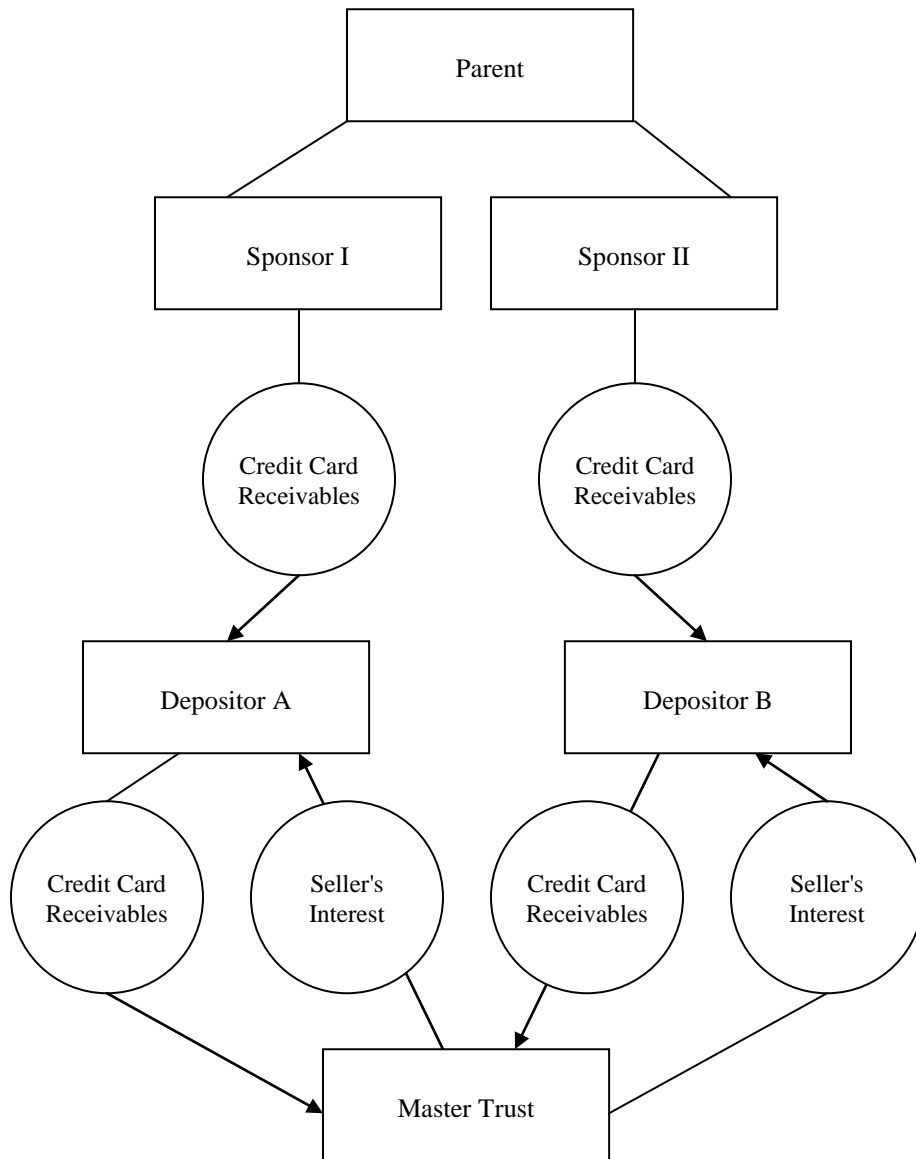 Parent
Sponsor I
Sponsor II
Credit Card
Receivables
Credit Card
Receivables
Depositor A
Depositor B
Credit Card
Receivables
Seller's
Interest
Credit Card
Receivables
Seller's
Interest
Master Trust